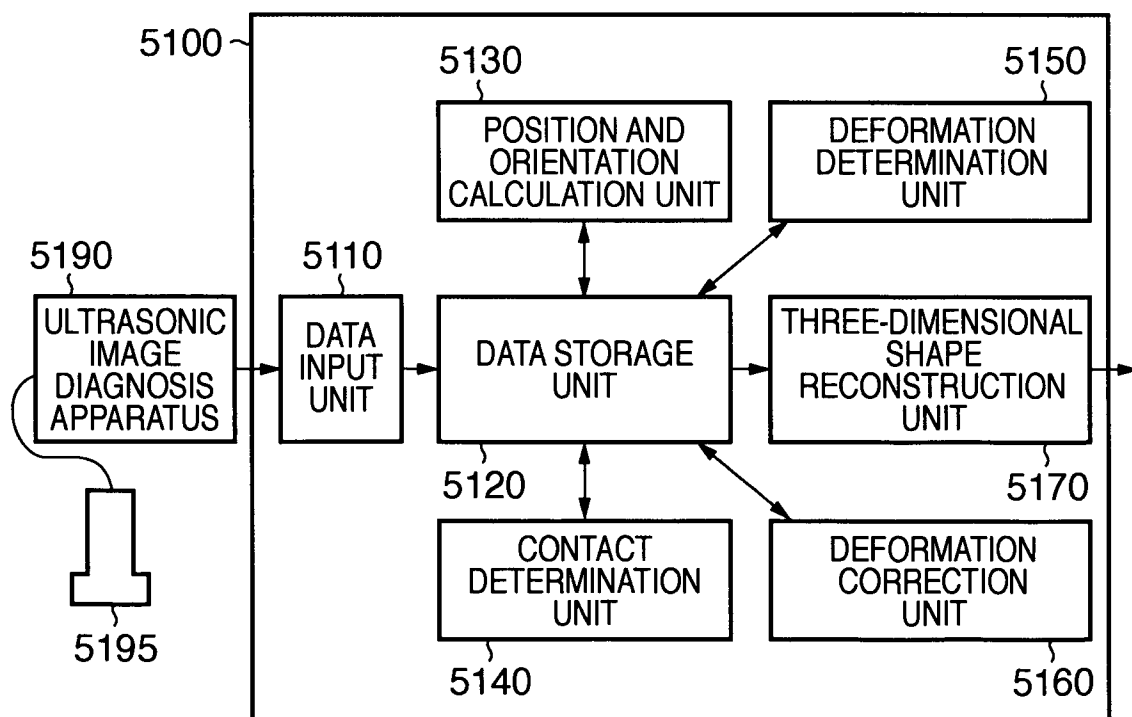 5100
5130
POSITION AND
ORIENTATION
CALCULATION UNIT
5150
DEFORMATION
DETERMINATION
UNIT
5190
ULTRASONIC
IMAGE
DIAGNOSIS
APPARATUS
5110
DATA
INPUT
UNIT
DATA STORAGE
UNIT
5120
THREE-DIMENSIONAL
SHAPE
RECONSTRUCTION
UNIT
5170
5195
CONTACT
DETERMINATION
UNIT
5140
DEFORMATION
CORRECTION
UNIT
5160